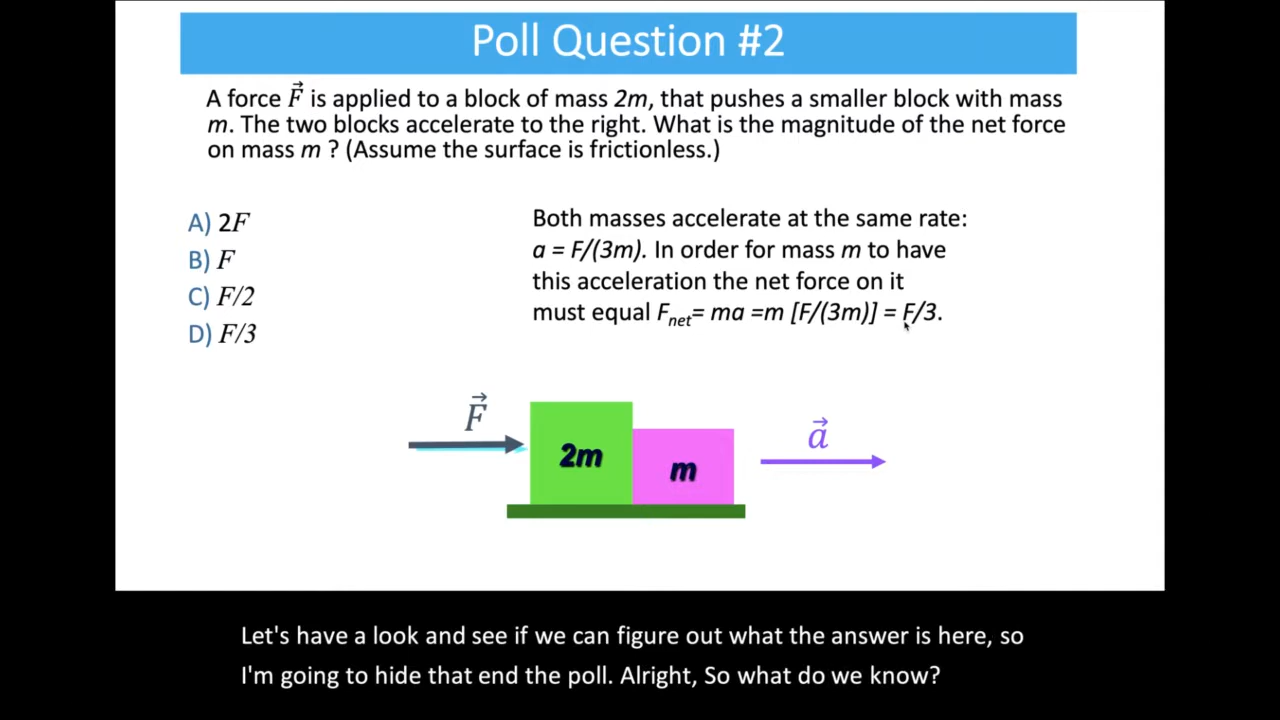 Poll Question #2
A force F⃗ is applied to a block of mass 2m, that pushes a smaller block with mass
m. The two blocks accelerate to the right. What is the magnitude of the net force
on mass m ? (Assume the surface is frictionless.)
A) 2F
B) F
C) F/2
D) F/3
Both masses accelerate at the same rate:
a = F/(3m). In order for mass m to have
this acceleration the net force on it
must equal Fnet= ma =m [F/(3m)] = F/3.
F⃗
2m
m
a⃗
Let's have a look and see if we can figure out what the answer is here, so
I'm going to hide that end the poll. Alright, So what do we know?